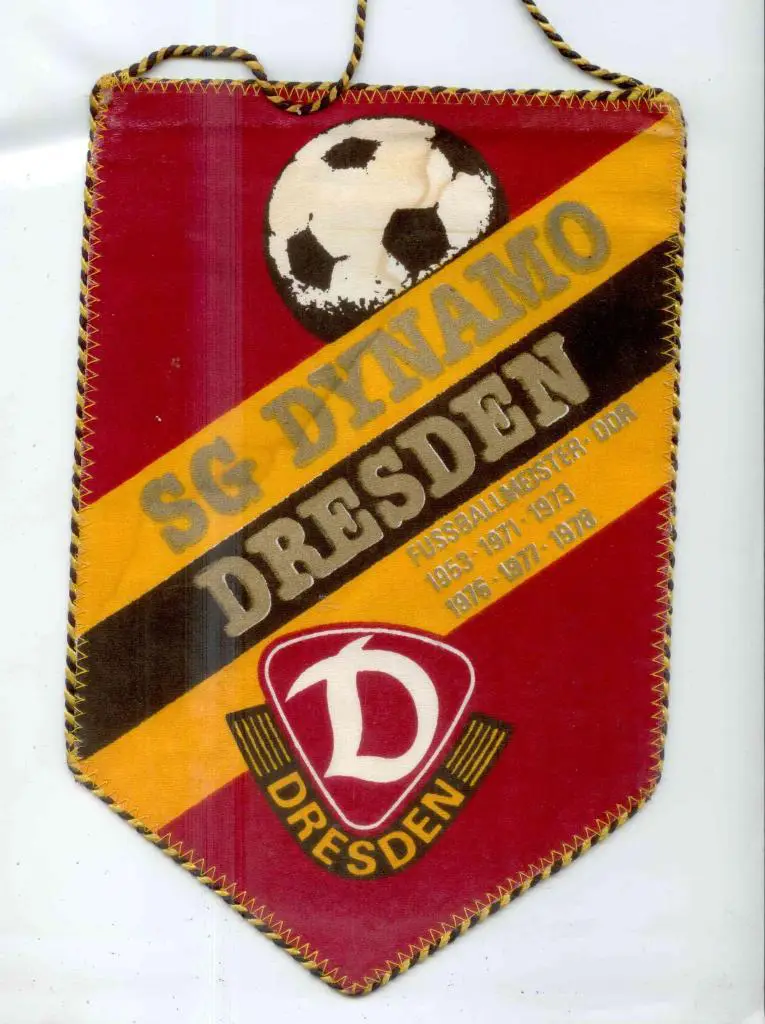 SG DYNAMO
DRESDEN
FUSSBALLMEISTER·DDR
1953·1971·1973
1976·1977·1978
D
DRESDEN